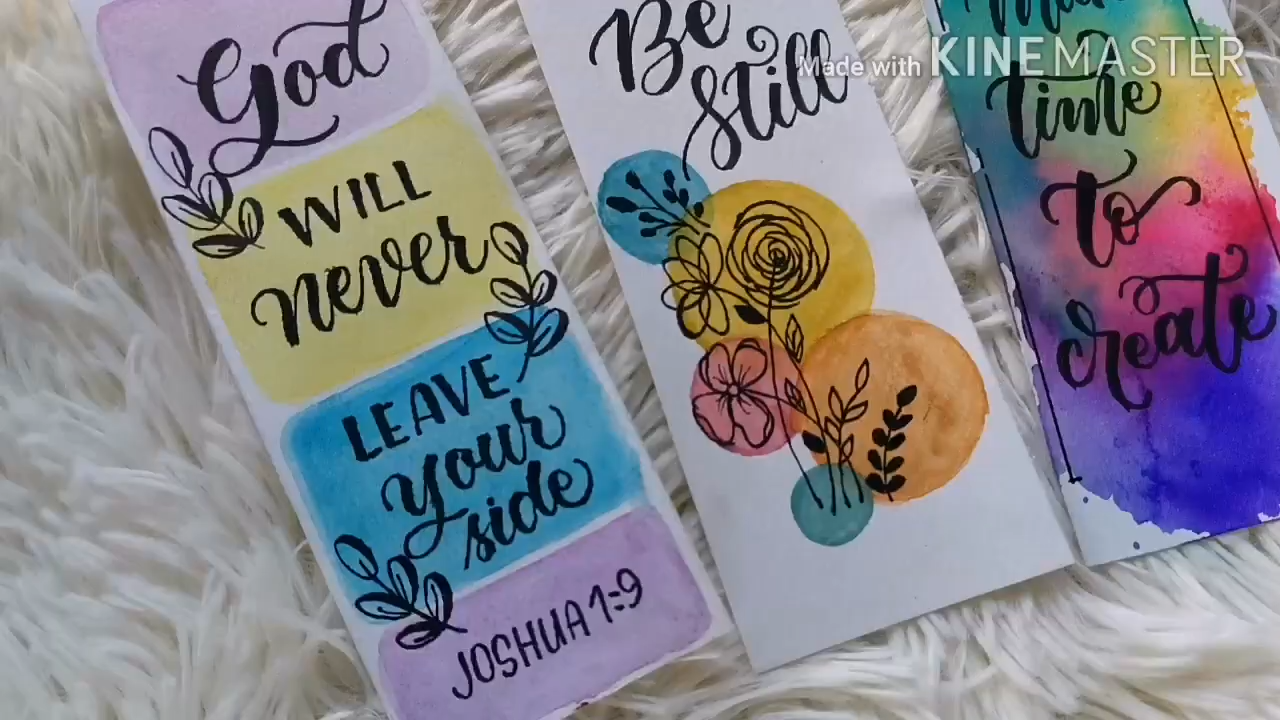 God
WILL
never
LEAVE
your
side
JOSHUA 1:9
Be
Still
Made with KINEMASTER
time
to
create